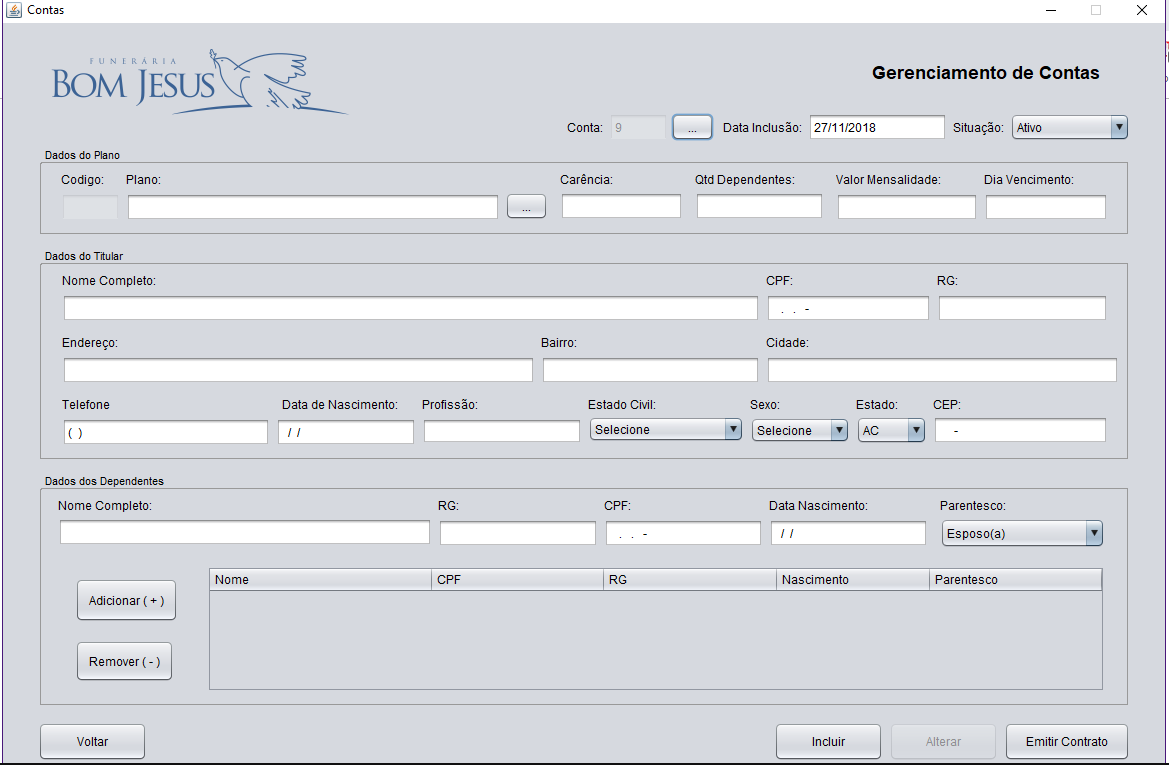 Contas
FUNERÁRIA
BOM JESUS
Gerenciamento de Contas
Conta: 9 ... Data Inclusão: 27/11/2018 Situação: Ativo
Dados do Plano
Codigo: Plano: Carência: Qtd Dependentes: Valor Mensalidade: Dia Vencimento:
...
Dados do Titular
Nome Completo: CPF: RG:
. . -
Endereço: Bairro: Cidade:
Telefone Data de Nascimento: Profissão: Estado Civil: Sexo: Estado: CEP:
( ) / / Selecione Selecione AC -
Dados dos Dependentes
Nome Completo: RG: CPF: Data Nascimento: Parentesco:
. . - / / Esposo(a)
Nome CPF RG Nascimento Parentesco
Adicionar ( + )
Remover ( - )
Voltar Incluir Alterar Emitir Contrato